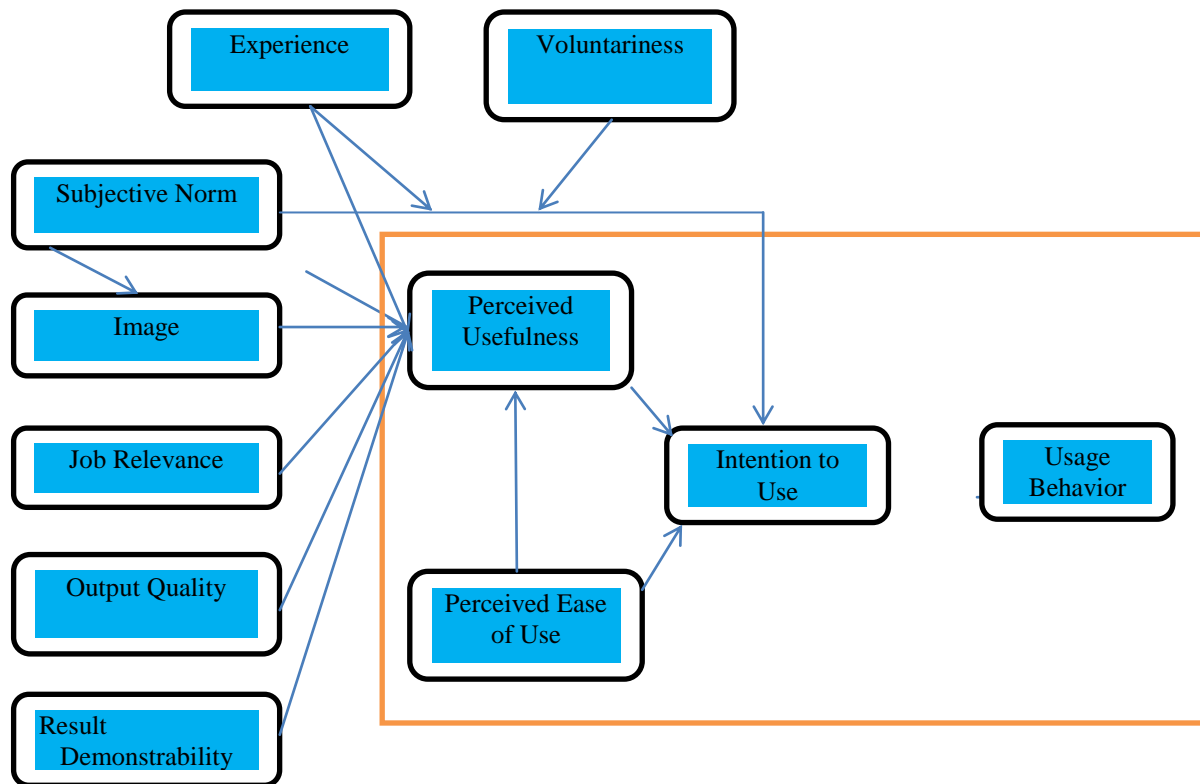 Experience
Voluntariness
Subjective Norm
Image
Perceived
Usefulness
Job Relevance
Intention to
Use
Usage
Behavior
Output Quality
Perceived Ease
of Use
Result
Demonstrability